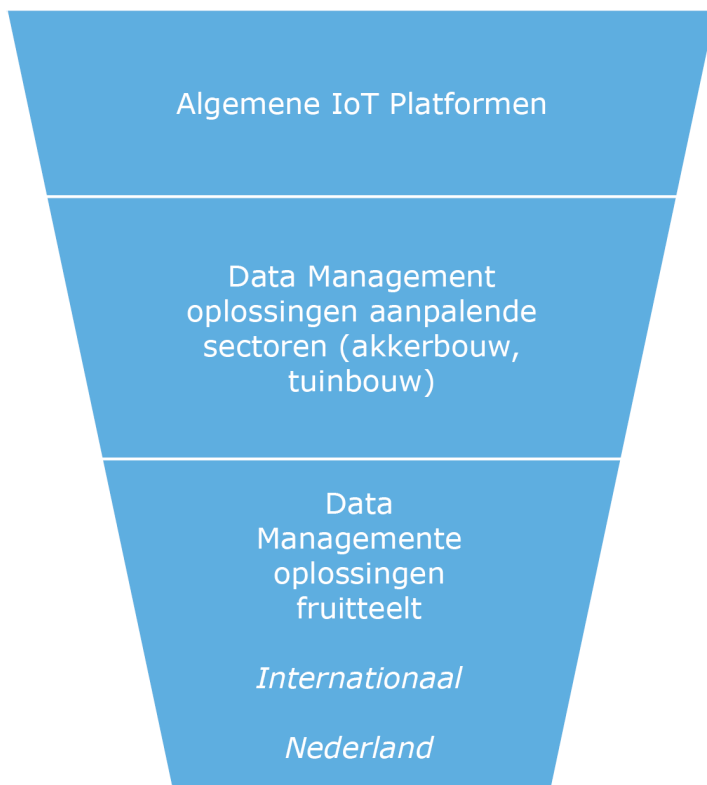 Algemene IoT Platformen
Data Management
oplossingen aanpalende
sectoren (akkerbouw,
tuinbouw)
Data
Managemente
oplossingen
fruitteelt
Internationaal
Nederland